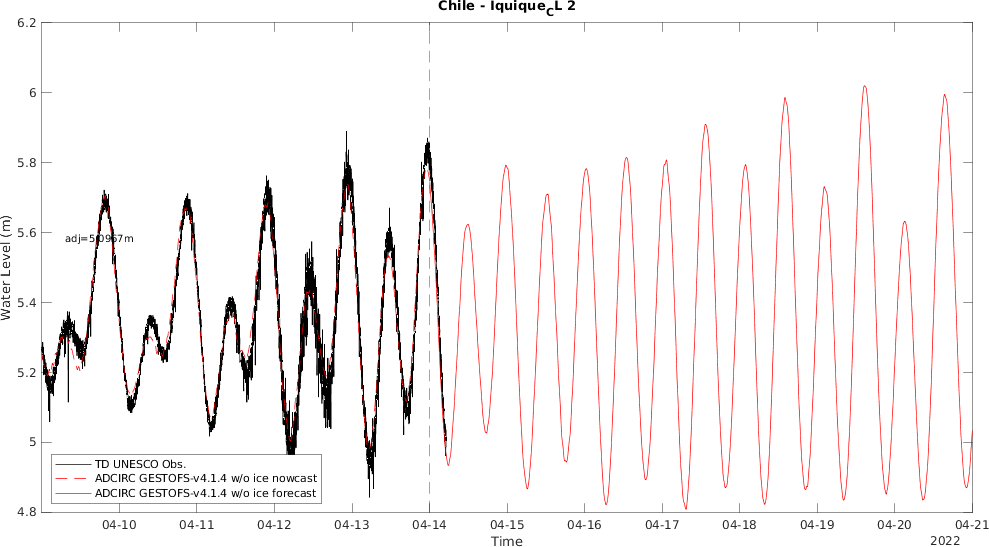 Chile - Iquique_CL 2
6.2
6
5.8
5.6
5.4
5.2
5
4.8
Water Level (m)
adj=5.0967m
TD UNESCO Obs.
ADCIRC GESTOFS-v4.1.4 w/o ice nowcast
ADCIRC GESTOFS-v4.1.4 w/o ice forecast
04-10 04-11 04-12 04-13 04-14 04-15 04-16 04-17 04-18 04-19 04-20 04-21
Time
2022